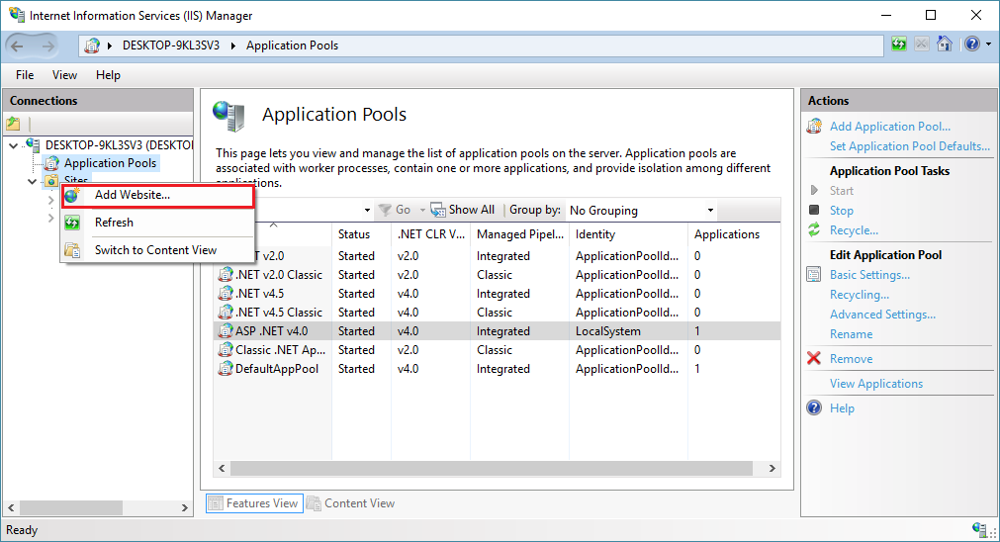 Internet Information Services (IIS) Manager
DESKTOP-9KL3SV3 Application Pools
File View Help
Connections
DESKTOP-9KL3SV3 (DESKTO
Application Pools
Sites
Add Website...
Refresh
Switch to Content View
Application Pools
This page lets you view and manage the list of application pools on the server. Application pools are
associated with worker processes, contain one or more applications, and provide isolation among different
applications.
Go Show All Group by: No Grouping
Status .NET CLR V... Managed Pipel... Identity Applications
v2.0 Started v2.0 Integrated ApplicationPoolId... 0
.NET v2.0 Classic Started v2.0 Classic ApplicationPoolId... 0
.NET v4.5 Started v4.0 Integrated ApplicationPoolId... 0
.NET v4.5 Classic Started v4.0 Classic ApplicationPoolId... 0
ASP .NET v4.0 Started v4.0 Integrated LocalSystem 1
Classic .NET Ap... Started v2.0 Classic ApplicationPoolId... 0
DefaultAppPool Started v4.0 Integrated ApplicationPoolId... 1
Features View Content View
Actions
Add Application Pool...
Set Application Pool Defaults...
Application Pool Tasks
Start
Stop
Recycle...
Edit Application Pool
Basic Settings...
Recycling...
Advanced Settings...
Rename
Remove
View Applications
Help
Ready